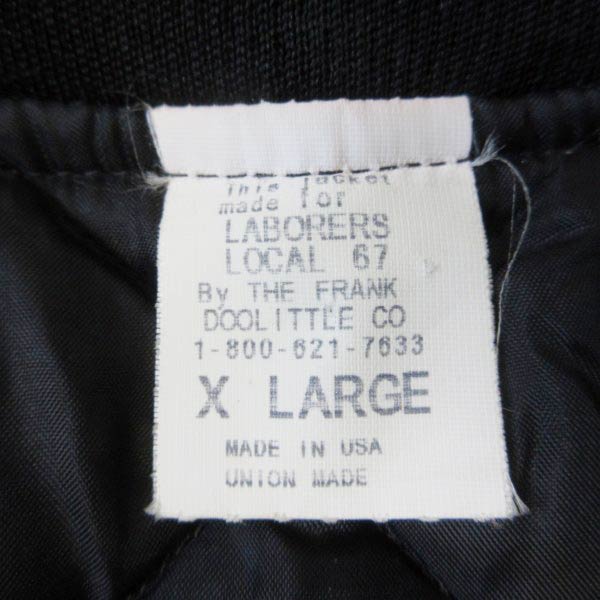 This Jacket
made for
LABORERS
LOCAL 67
By THE FRANK
DOOLITTLE CO
1-800-621-7633
X LARGE
MADE IN USA
UNION MADE